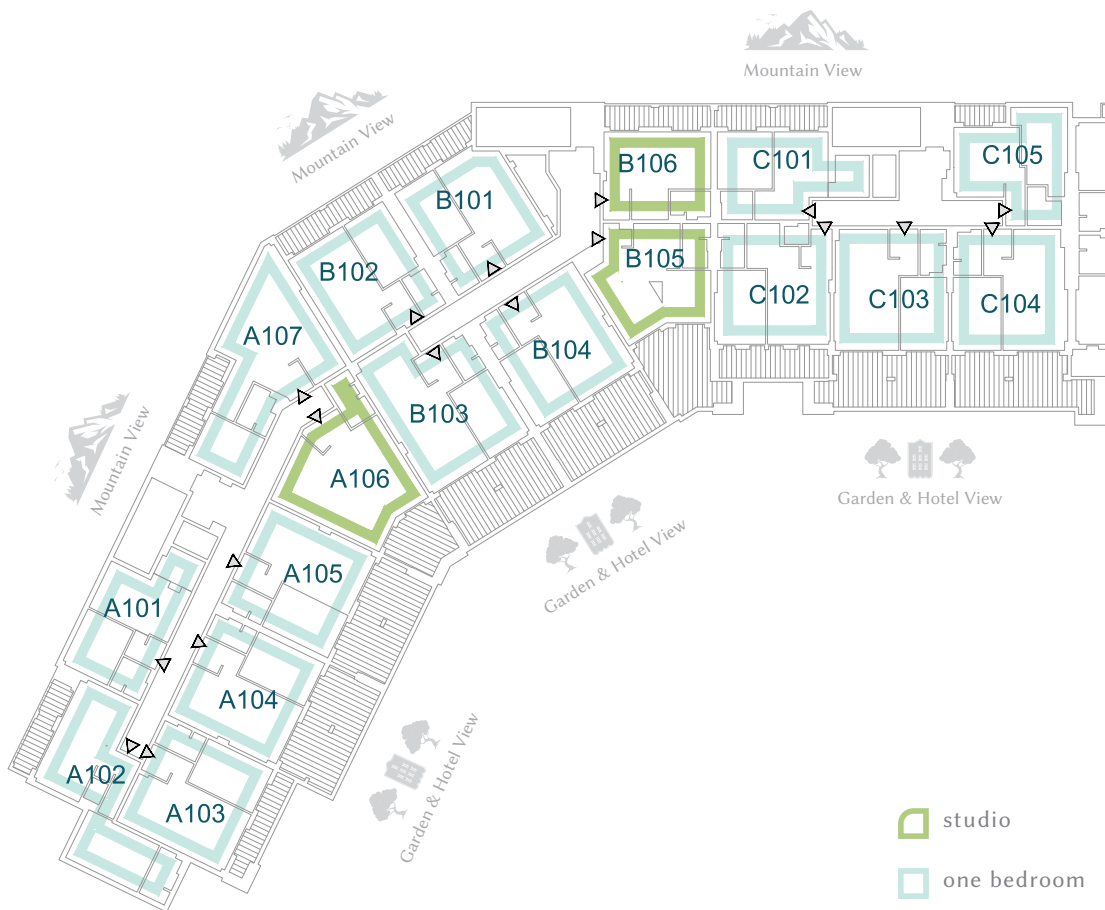 Mountain View
Mountain View
B106
C101
C105
B101
B105
B102
C102
C103
C104
A107
B104
B103
Mountain View
A106
Garden & Hotel View
Garden & Hotel View
A105
A101
A104
A102
A103
Garden & Hotel View
studio
one bedroom